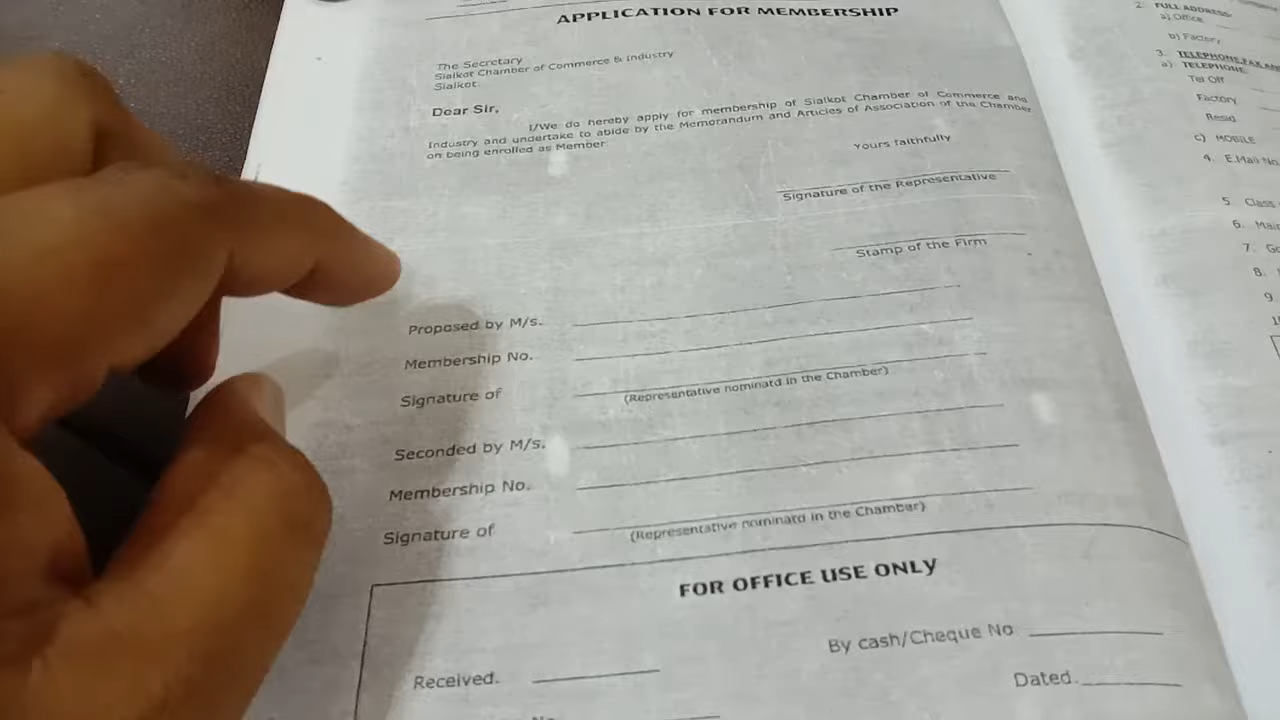 APPLICATION FOR MEMBERSHIP
The Secretary
Sialkot Chamber of Commerce & Industry
Sialkot.
Dear Sir,
I/We do hereby apply for membership of Sialkot Chamber of Commerce and
Industry and undertake to abide by the Memorandum and Articles of Association of the Chamber
on being enrolled as Member
Yours faithfully
Signature of the Representative
Stamp of the Firm
Proposed by M/s.
Membership No.
Signature of
(Representative nominatd in the Chamber)
Seconded by M/s.
Membership No.
Signature of
(Representative nominatd in the Chamber)
FOR OFFICE USE ONLY
By cash/Cheque No
Received.
Dated.
No
2. FULL ADDRESS:
a) Office
b) Factory
3. TELEPHONE, FAX AN
a) TELEPHONE
Tel Off
Factory
Resid
c) MOBILE
4. E.Mail No
5. Class
6. Mai
7. G
8.
9.